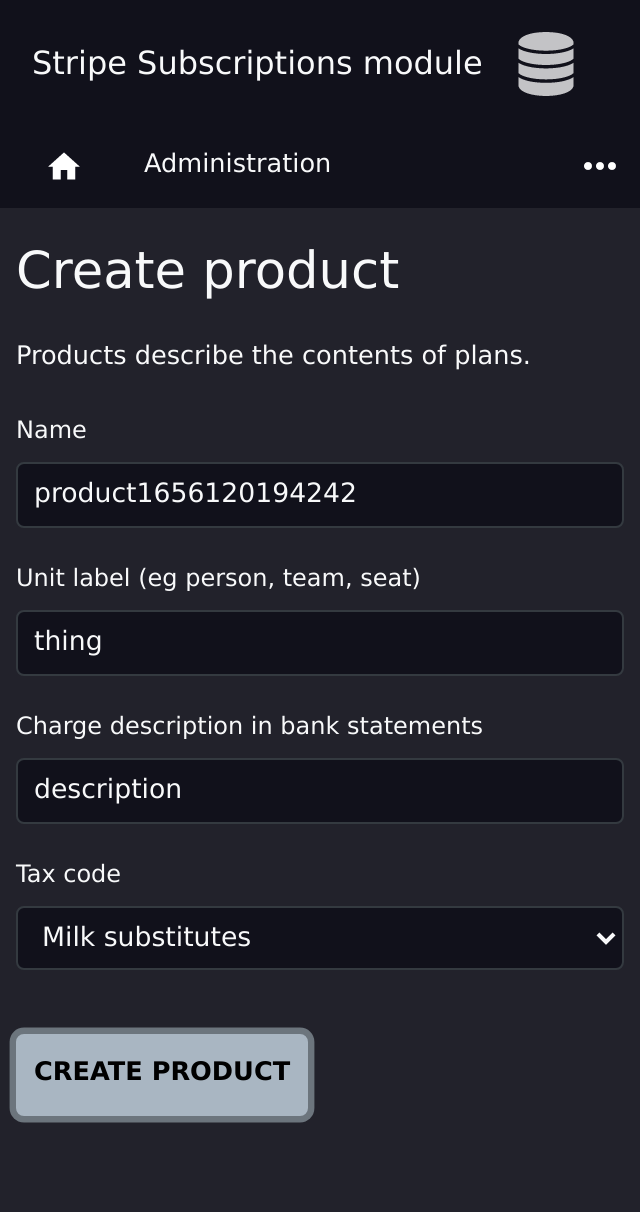 Stripe Subscriptions module
Administration
Create product
Products describe the contents of plans.
Name
product1656120194242
Unit label (eg person, team, seat)
thing
Charge description in bank statements
description
Tax code
Milk substitutes
CREATE PRODUCT